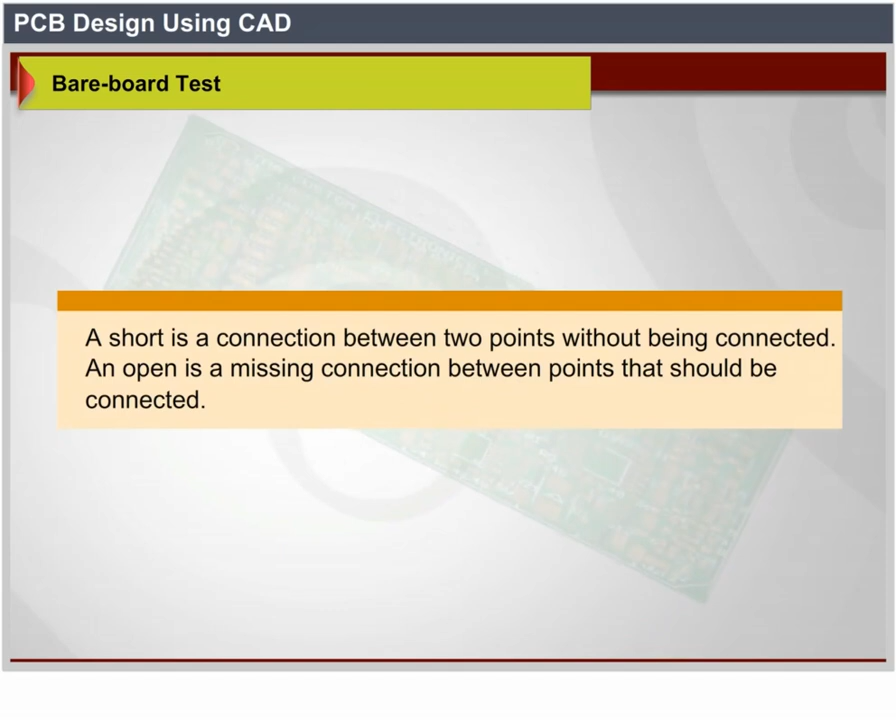 PCB Design Using CAD
Bare-board Test
A short is a connection between two points without being connected.
An open is a missing connection between points that should be
connected.